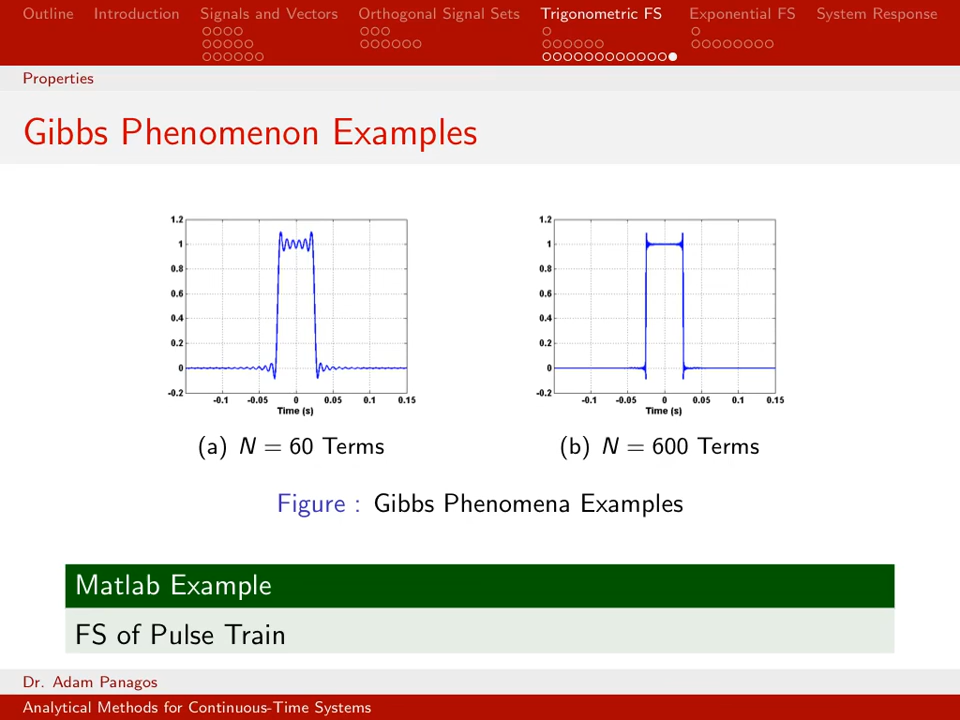 Outline Introduction Signals and Vectors Orthogonal Signal Sets Trigonometric FS Exponential FS System Response
Properties
Gibbs Phenomenon Examples
1.2
1
0.8
0.6
0.4
0.2
0
-0.2
-0.1 -0.05 0 0.05 0.1 0.15
Time (s)
(a) N = 60 Terms
1.2
1
0.8
0.6
0.4
0.2
0
-0.2
-0.1 -0.05 0 0.05 0.1 0.15
Time (s)
(b) N = 600 Terms
Figure : Gibbs Phenomena Examples
Matlab Example
FS of Pulse Train
Dr. Adam Panagos
Analytical Methods for Continuous-Time Systems